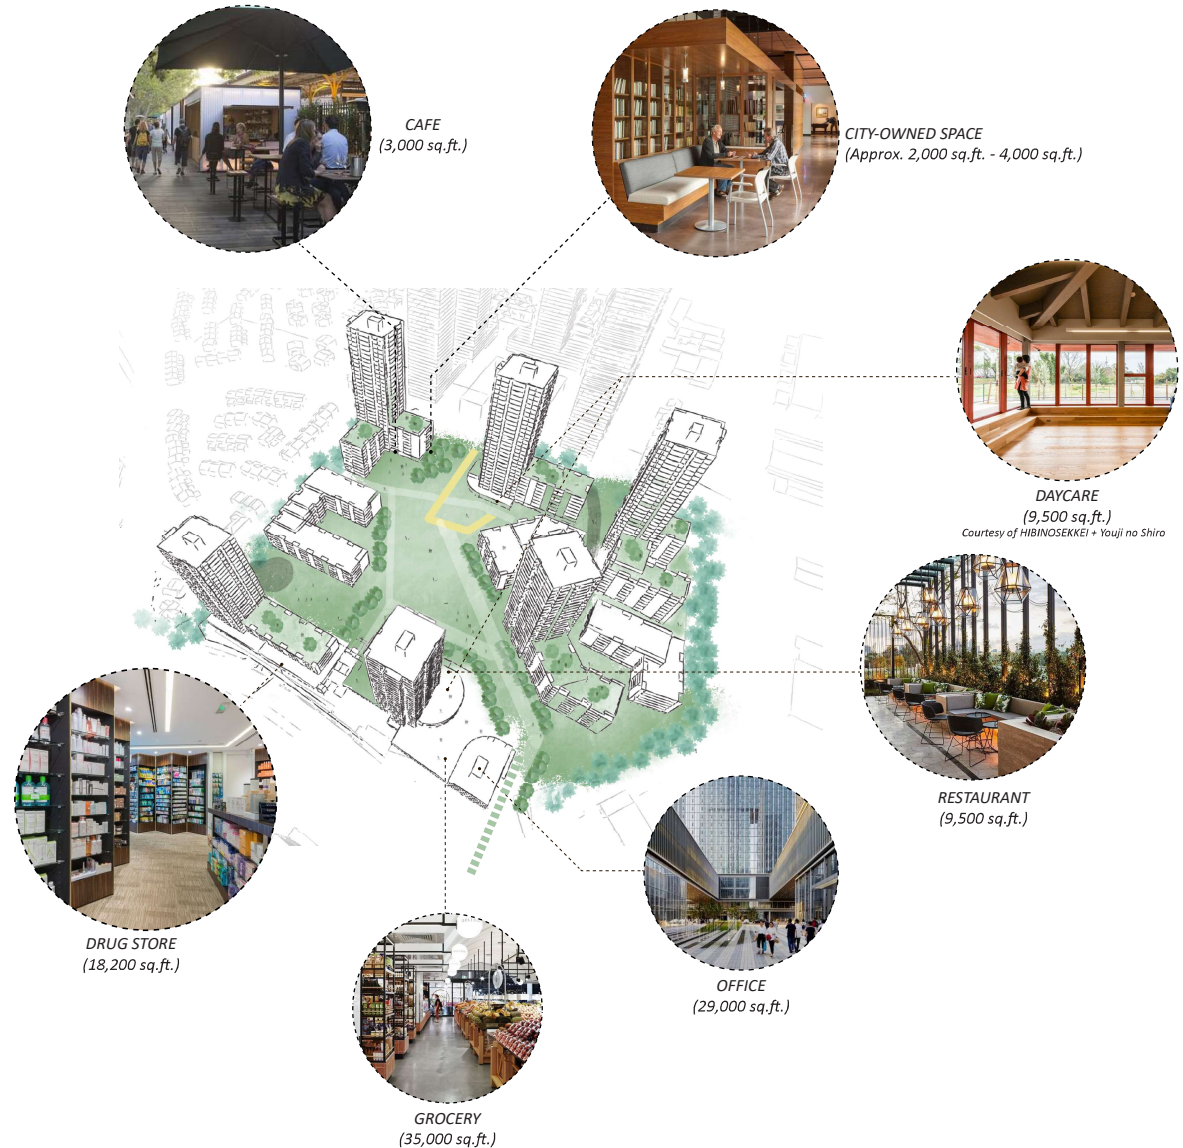 CAFE
(3,000 sq.ft.)
CITY-OWNED SPACE
(Approx. 2,000 sq.ft. - 4,000 sq.ft.)
DAYCARE
(9,500 sq.ft.)
Courtesy of HIBINOSEKKEI + Youji no Shiro
RESTAURANT
(9,500 sq.ft.)
DRUG STORE
(18,200 sq.ft.)
OFFICE
(29,000 sq.ft.)
GROCERY
(35,000 sq.ft.)